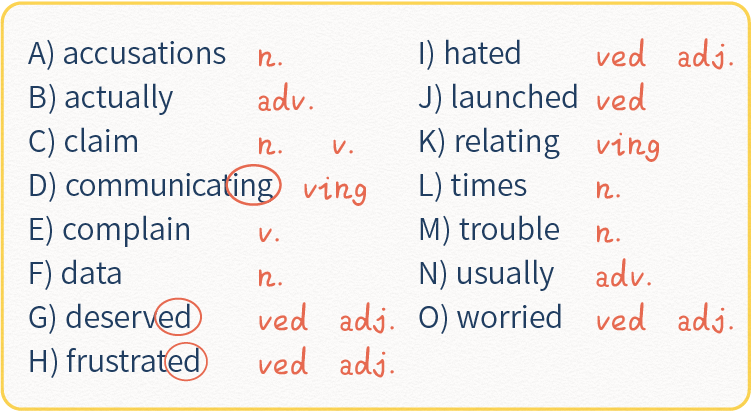 A) accusations n.
B) actually adv.
C) claim n. v.
D) communicating ving
E) complain v.
F) data n.
G) deserved ved adj.
H) frustrated ved adj.
I) hated ved adj.
J) launched ved
K) relating ving
L) times n.
M) trouble n.
N) usually adv.
O) worried ved adj.